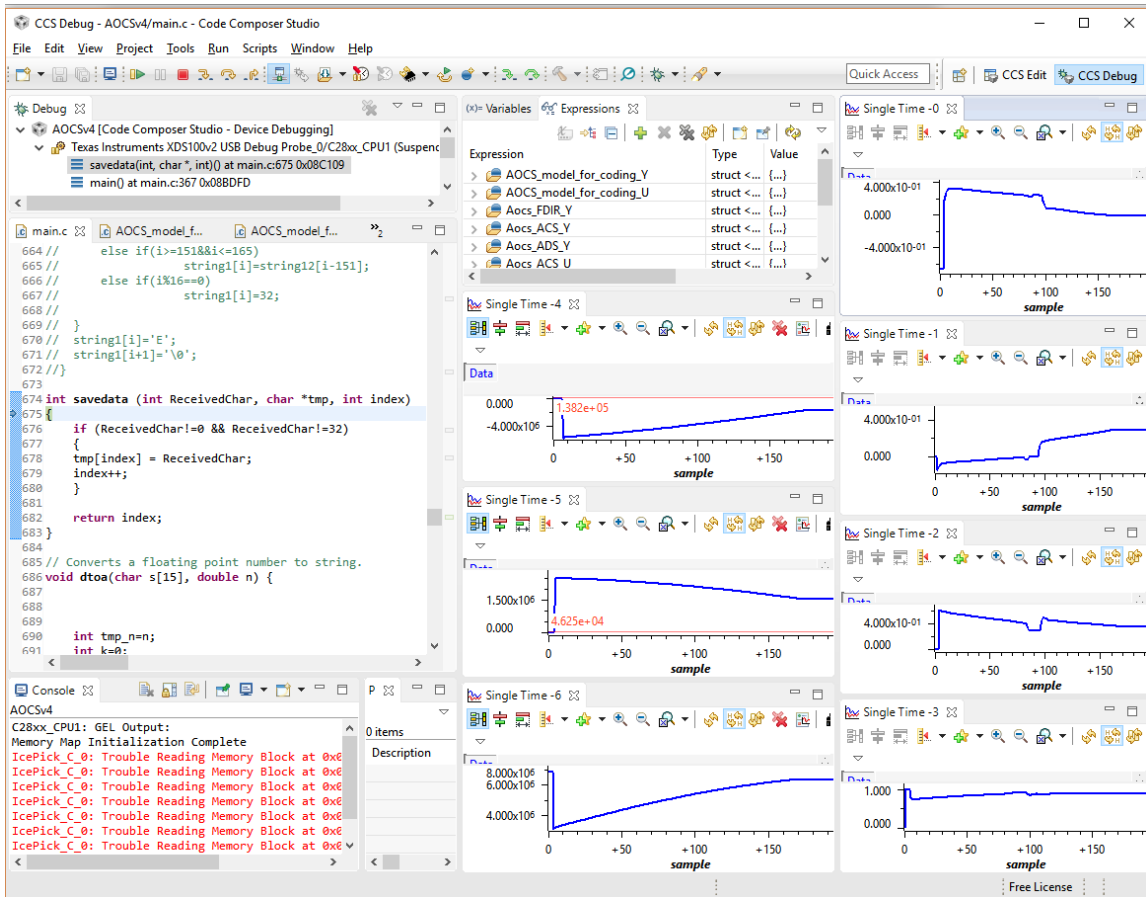 CCS Debug - AOCSv4/main.c - Code Composer Studio
File Edit View Project Tools Run Scripts Window Help
Quick Access
CCS Edit
CCS Debug
Debug
AOCSv4 [Code Composer Studio - Device Debugging]
Texas Instruments XDS100v2 USB Debug Probe_0/C28xx_CPU1 (Suspend
savedata(int, char *, int)() at main.c:675 0x08C109
main() at main.c:367 0x08BDFD
(x)= Variables Expressions
Expression Type Value
AOCS_model_for_coding_Y struct <... {...}
AOCS_model_for_coding_U struct <... {...}
Aocs_FDIR_Y struct <... {...}
Aocs_ACS_Y struct <... {...}
Aocs_ADS_Y struct <... {...}
Aocs_ACS_U struct <... {...}
main.c AOCS_model_f... AOCS_model_f... »2
664 // else if(i>=151&&i<=165)
665 // string1[i]=string12[i-151];
666 // else if(i%16==0)
667 // string1[i]=32;
668 //
669 // }
670 // string1[i]='E';
671 // string1[i+1]='\0';
672 //}
673
674 int savedata (int ReceivedChar, char *tmp, int index)
675 {
676 if (ReceivedChar!=0 && ReceivedChar!=32)
677 {
678 tmp[index] = ReceivedChar;
679 index++;
680 }
681
682 return index;
683 }
684
685 // Converts a floating point number to string.
686 void dtoa(char s[15], double n) {
687
688
689
690 int tmp_n=n;
691 int k=0;
Console
AOCSv4
C28xx_CPU1: GEL Output:
Memory Map Initialization Complete
IcePick_C_0: Trouble Reading Memory Block at 0x0
IcePick_C_0: Trouble Reading Memory Block at 0x0
IcePick_C_0: Trouble Reading Memory Block at 0x0
IcePick_C_0: Trouble Reading Memory Block at 0x0
IcePick_C_0: Trouble Reading Memory Block at 0x0
IcePick_C_0: Trouble Reading Memory Block at 0x0
IcePick_C_0: Trouble Reading Memory Block at 0x0
P
0 items
Description
Single Time -4
Data
0.000
1.382e+05
-4.000x10⁶
0 +50 +100 +150
sample
Single Time -5
Data
1.500x10⁶
4.625e+04
0.000
0 +50 +100 +150
sample
Single Time -6
Data
8.000x10⁶
6.000x10⁶
4.000x10⁶
0 +50 +100 +150
sample
Single Time -0
Data
4.000x10-01
0.000
-4.000x10-01
0 +50 +100 +150
sample
Single Time -1
Data
4.000x10-01
0.000
0 +50 +100 +150
sample
Single Time -2
Data
4.000x10-01
0.000
0 +50 +100 +150
sample
Single Time -3
Data
1.000
0.000
0 +50 +100 +150
sample
Free License